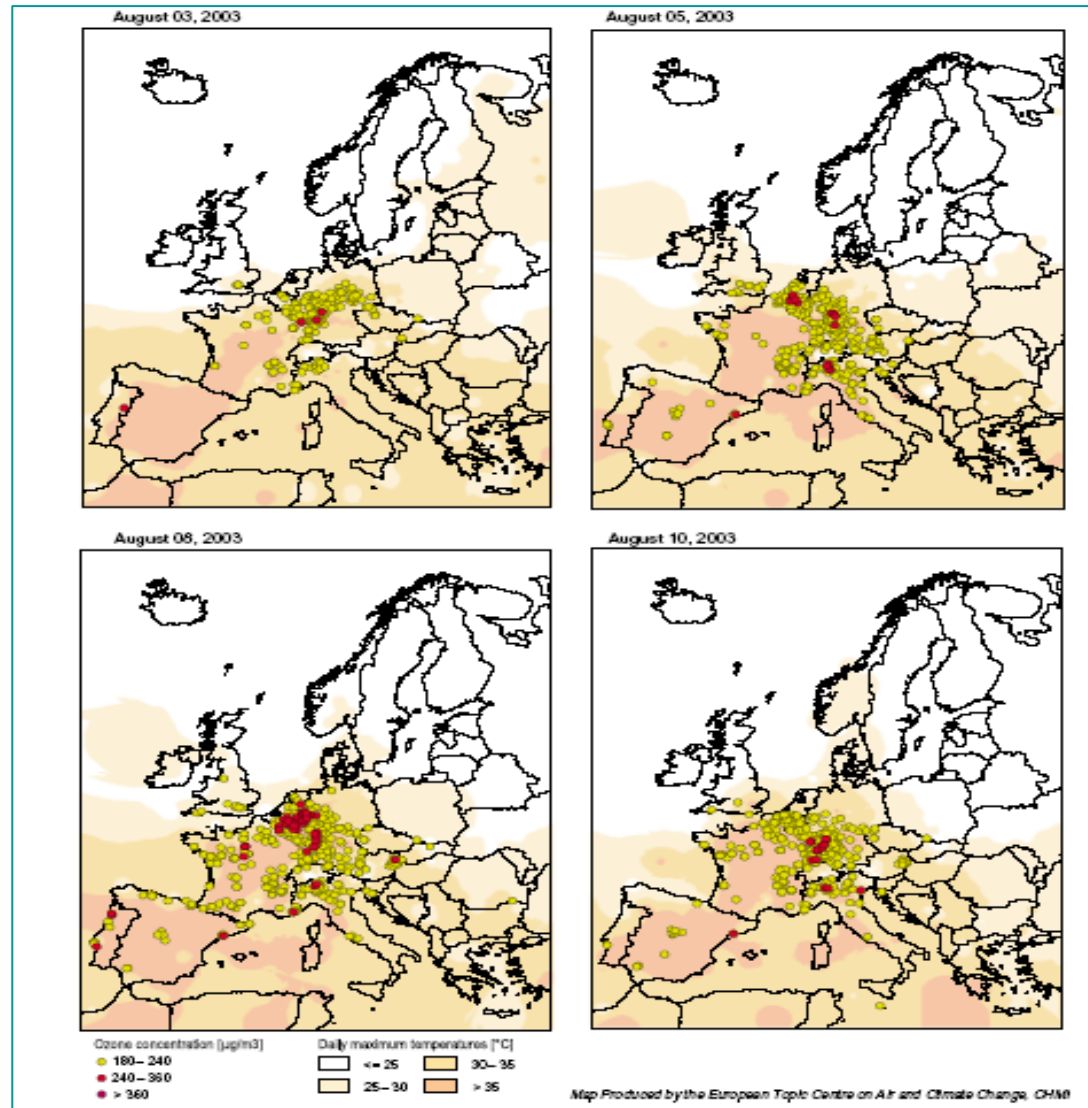 August 03, 2003
August 05, 2003
August 08, 2003
August 10, 2003
Ozone concentration [µg/m3]
180– 240
240– 360
> 360
Daily maximum temperatures [°C]
<= 25
25– 30
30– 35
> 35
Map Produced by the European Topic Centre on Air and Climate Change, CHMI